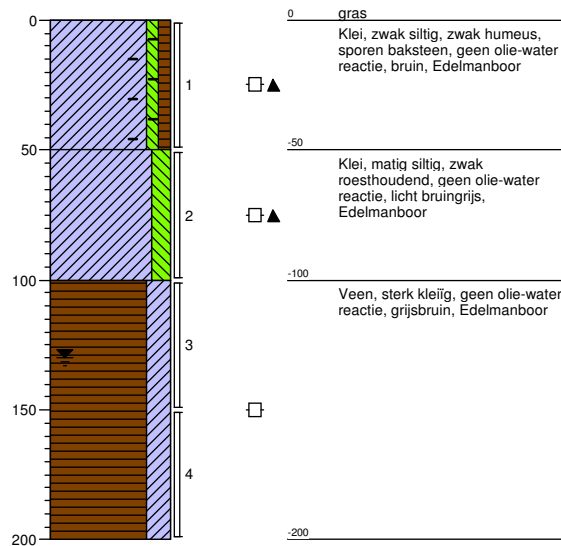 0
50
100
150
200
1
2
3
4
0
gras
Klei, zwak siltig, zwak humeus,
sporen baksteen, geen olie-water
reactie, bruin, Edelmanboor
-50
Klei, matig siltig, zwak
roesthoudend, geen olie-water
reactie, licht bruingrijs,
Edelmanboor
-100
Veen, sterk kleiïg, geen olie-water
reactie, grijsbruin, Edelmanboor
-200